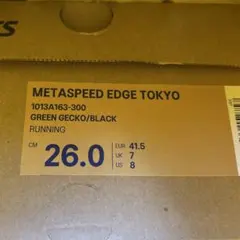 METASPEED EDGE TOKYO
1013A163-300
GREEN GECKO/BLACK
RUNNING
CM 26.0 EUR 41.5
UK 7
US 8